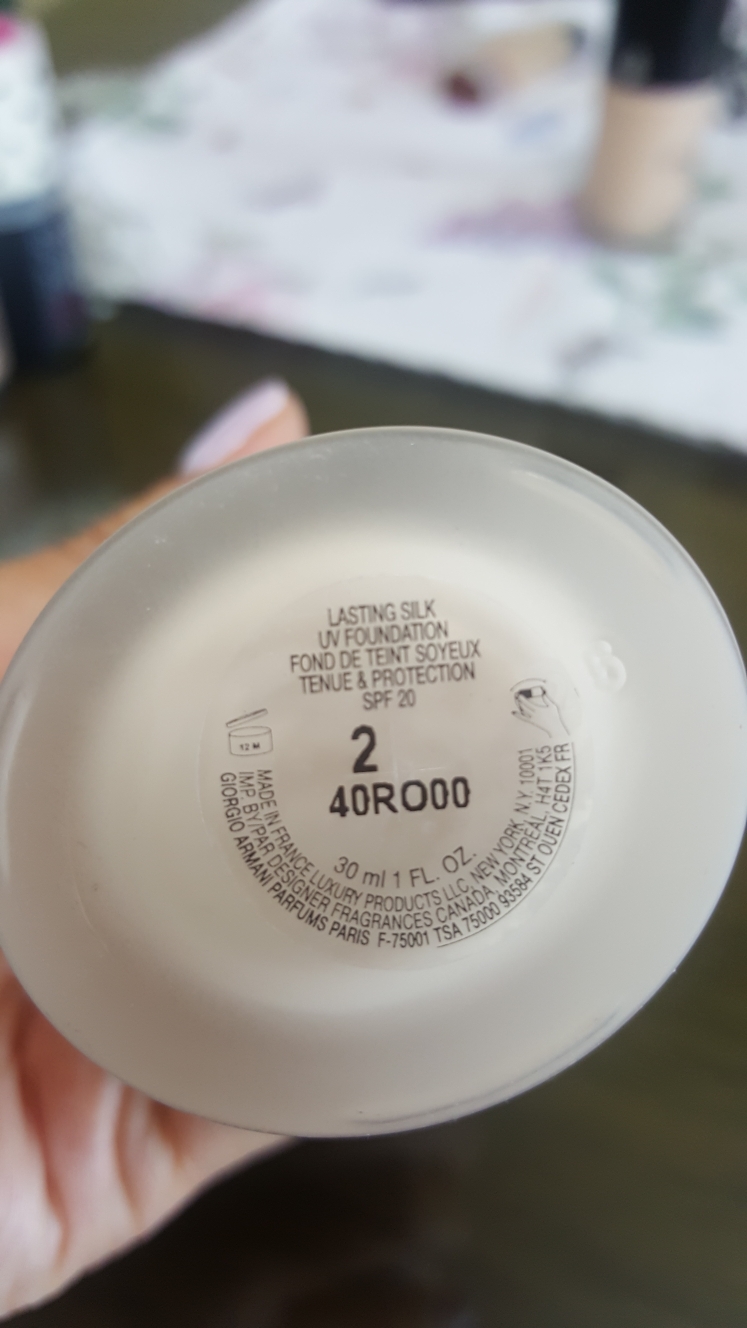 LASTING SILK
UV FOUNDATION
FOND DE TEINT SOYEUX
TENUE & PROTECTION
SPF 20
12 M
2
40RO00
30 ml 1 FL. OZ.
MADE IN FRANCE LUXURY PRODUCTS LLC, NEW YORK, N.Y. 10001
IMP BY/PAR DESIGNER FRAGRANCES CANADA, MONTRÉAL, H4T 1K5
GIORGIO ARMANI PARFUMS PARIS F-75001 TSA 75000 93584 ST OUEN CEDEX FR